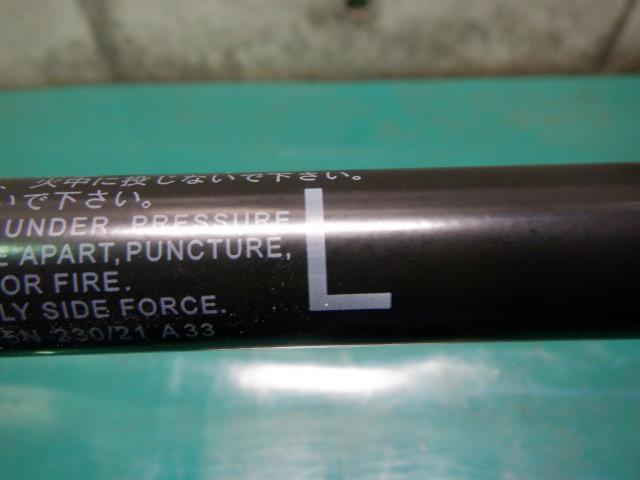 、火中に投じないで下さい。
いで下さい。
UNDER PRESSURE
APART,PUNCTURE,
OR FIRE.
LY SIDE FORCE.
5N 230/21 A33
L